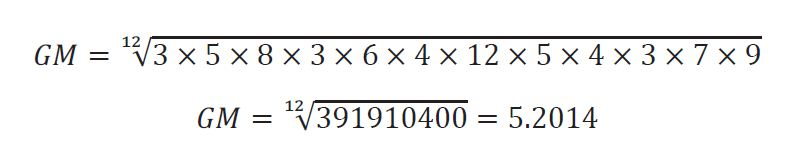 GM = ¹²√3 × 5 × 8 × 3 × 6 × 4 × 12 × 5 × 4 × 3 × 7 × 9
GM = ¹²√391910400 = 5.2014